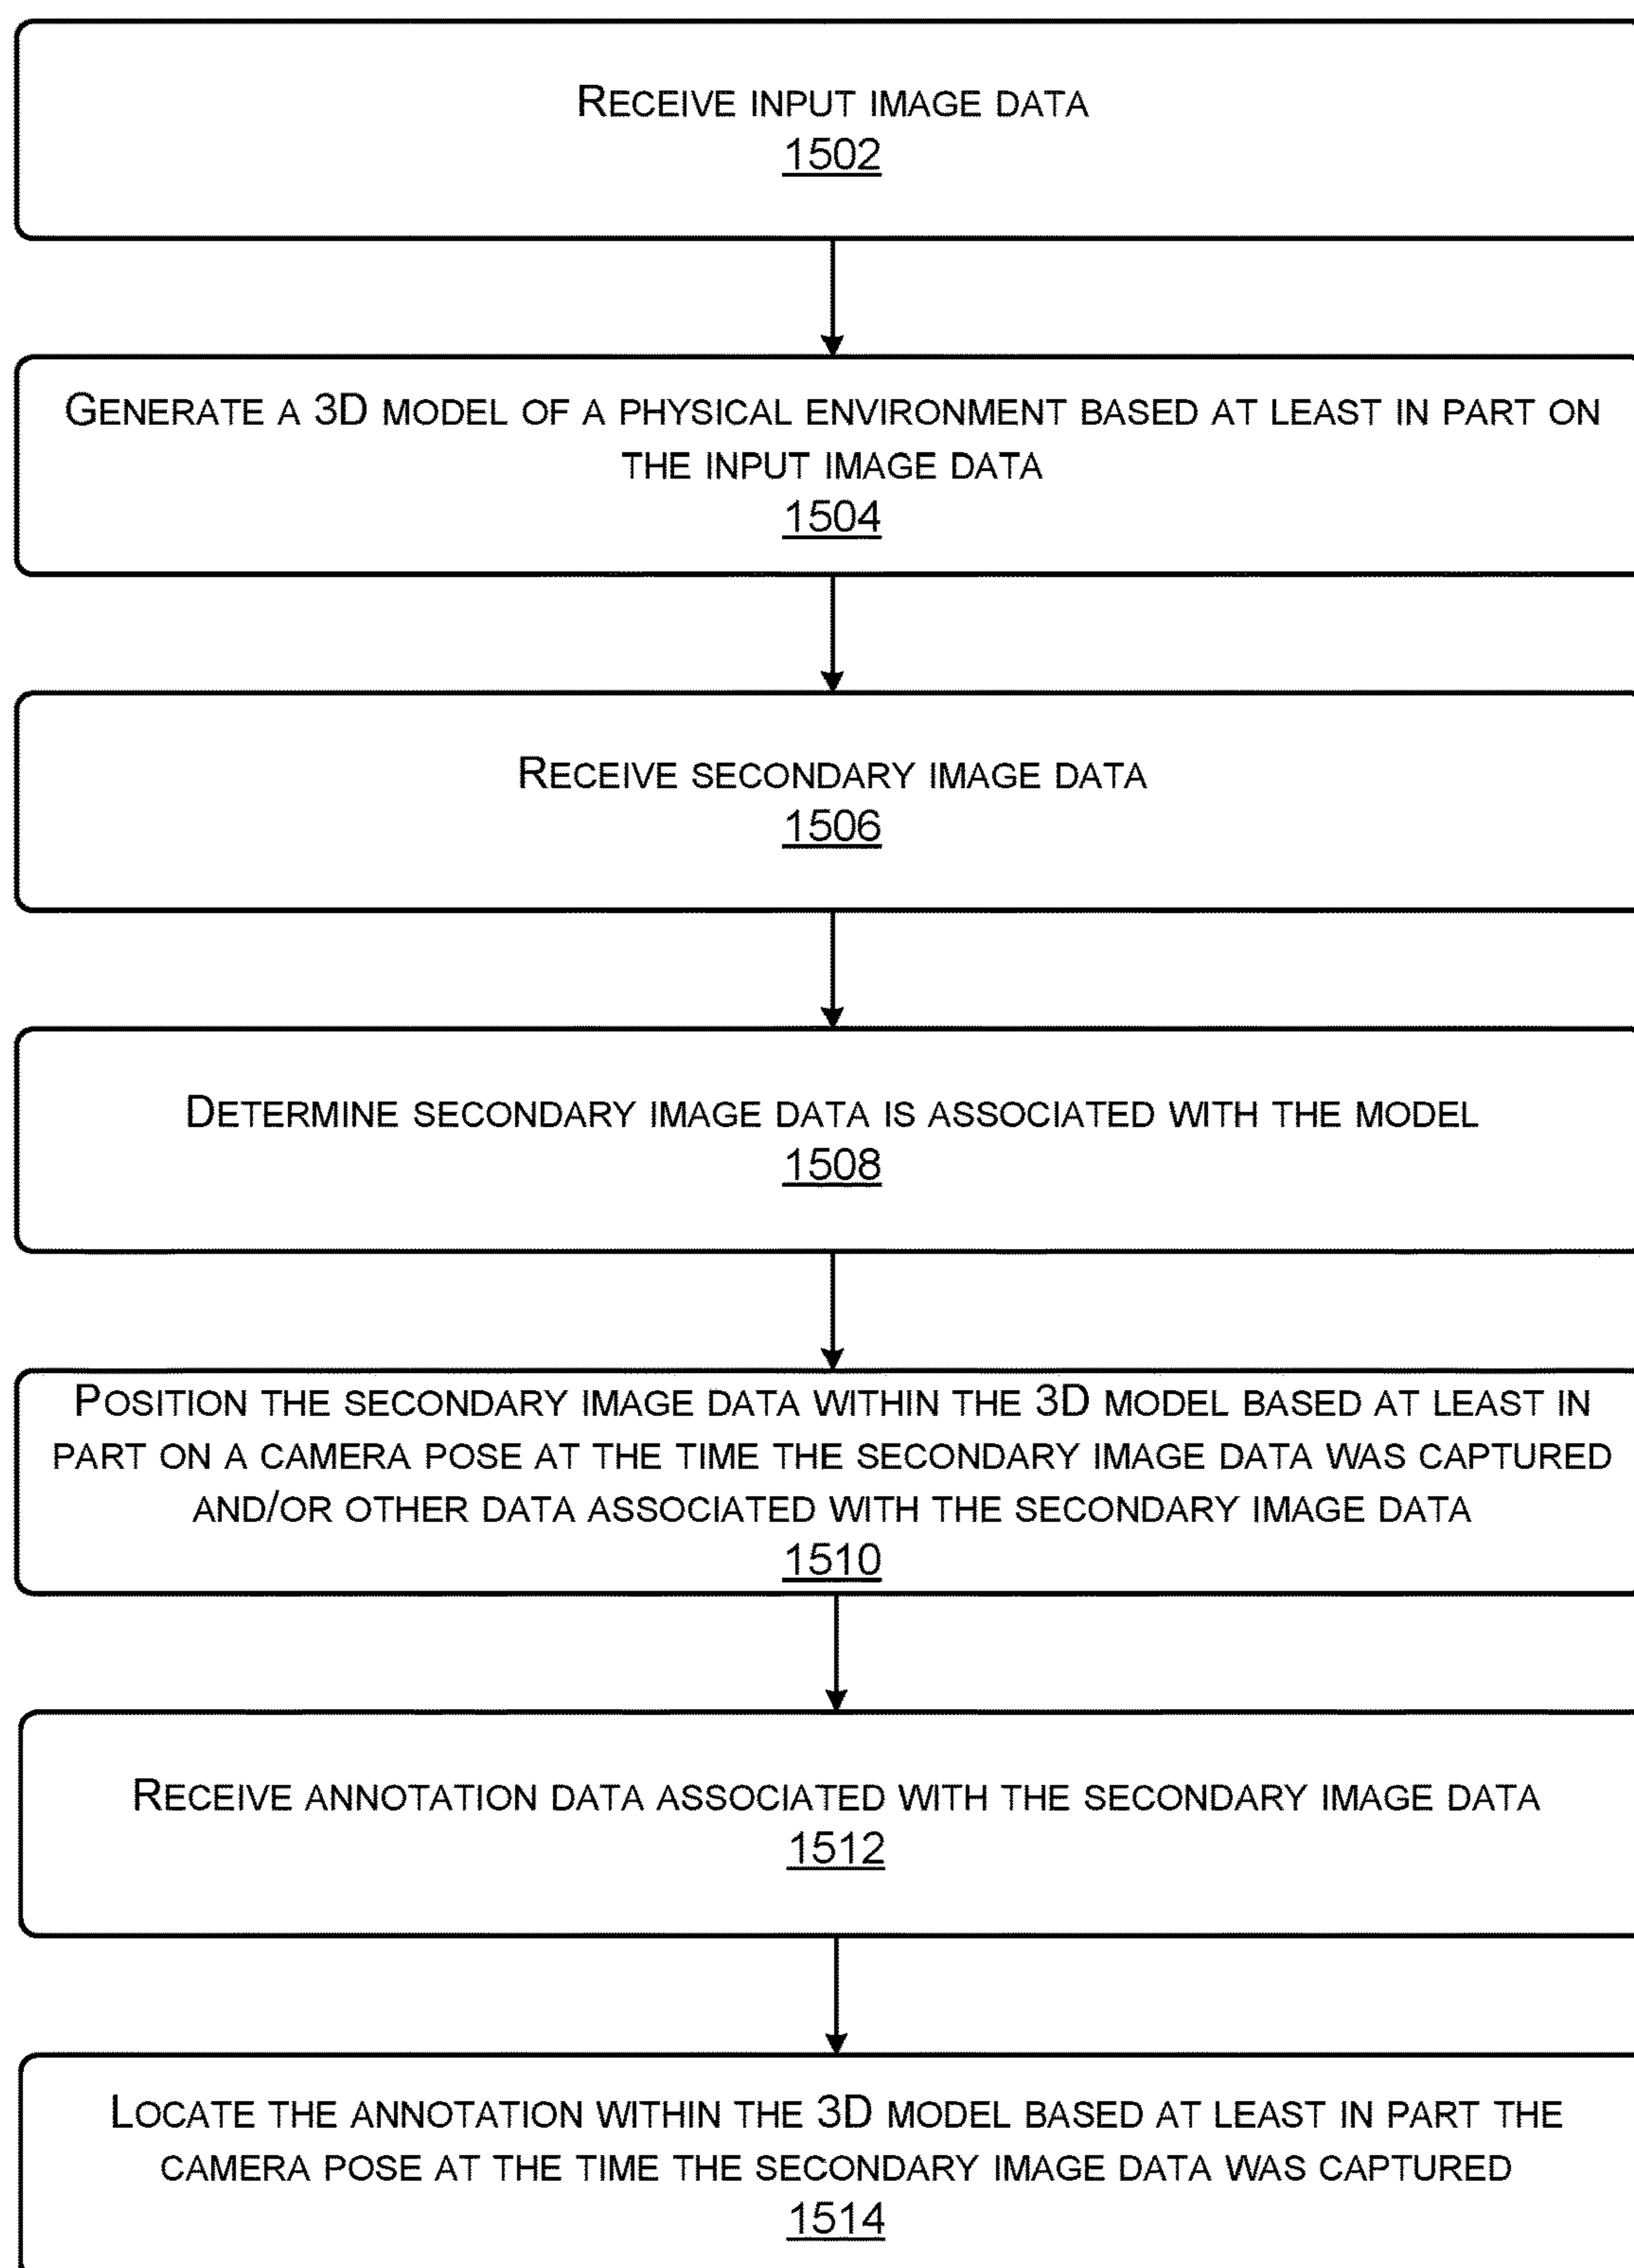 RECEIVE INPUT IMAGE DATA
1502
GENERATE A 3D MODEL OF A PHYSICAL ENVIRONMENT BASED AT LEAST IN PART ON
THE INPUT IMAGE DATA
1504
RECEIVE SECONDARY IMAGE DATA
1506
DETERMINE SECONDARY IMAGE DATA IS ASSOCIATED WITH THE MODEL
1508
POSITION THE SECONDARY IMAGE DATA WITHIN THE 3D MODEL BASED AT LEAST IN
PART ON A CAMERA POSE AT THE TIME THE SECONDARY IMAGE DATA WAS CAPTURED
AND/OR OTHER DATA ASSOCIATED WITH THE SECONDARY IMAGE DATA
1510
RECEIVE ANNOTATION DATA ASSOCIATED WITH THE SECONDARY IMAGE DATA
1512
LOCATE THE ANNOTATION WITHIN THE 3D MODEL BASED AT LEAST IN PART THE
CAMERA POSE AT THE TIME THE SECONDARY IMAGE DATA WAS CAPTURED
1514